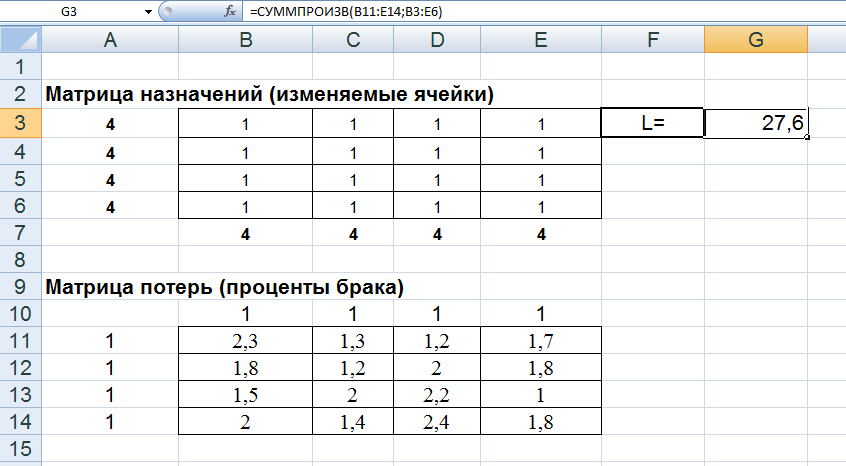 G3 fx =СУММПРОИЗВ(B11:E14;B3:E6)
A B C D E F G
1
2 Матрица назначений (изменяемые ячейки)
3 4 1 1 1 1 L= 27,6
4 4 1 1 1 1
5 4 1 1 1 1
6 4 1 1 1 1
7 4 4 4 4
8
9 Матрица потерь (проценты брака)
10 1 1 1 1
11 1 2,3 1,3 1,2 1,7
12 1 1,8 1,2 2 1,8
13 1 1,5 2 2,2 1
14 1 2 1,4 2,4 1,8
15